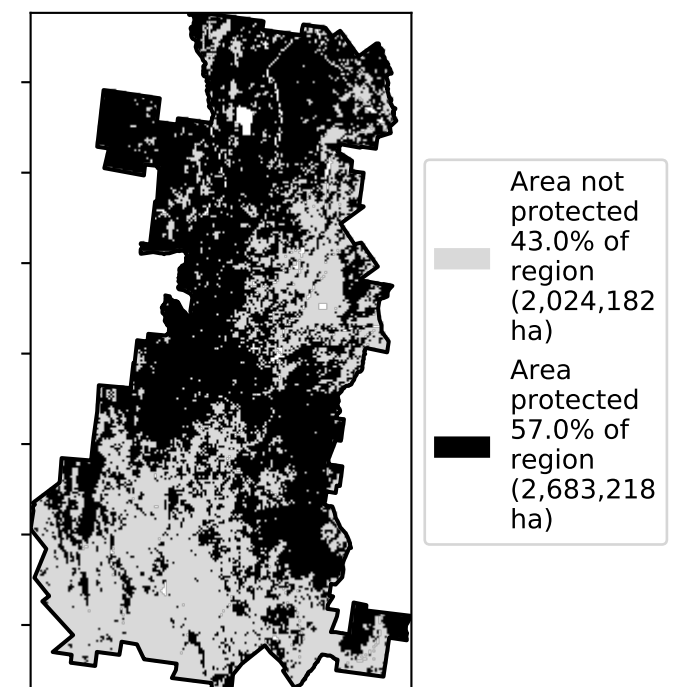 Area not
protected
43.0% of
region
(2,024,182
ha)
Area
protected
57.0% of
region
(2,683,218
ha)